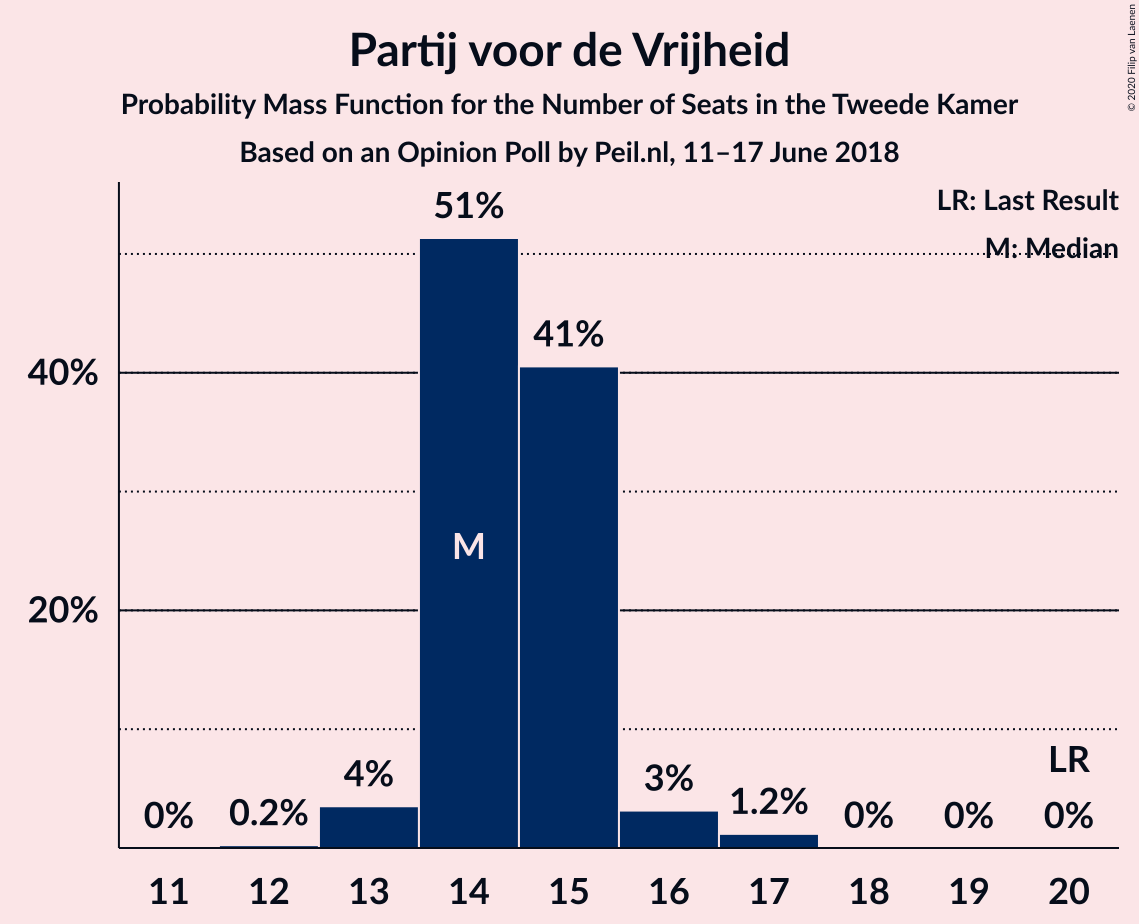 Partij voor de Vrijheid
Probability Mass Function for the Number of Seats in the Tweede Kamer
Based on an Opinion Poll by Peil.nl, 11–17 June 2018
© 2020 Filip van Laenen
LR: Last Result
M: Median
51%
41%
40%
M
20%
LR
0% 0.2% 4% 3% 1.2% 0% 0% 0%
11 12 13 14 15 16 17 18 19 20